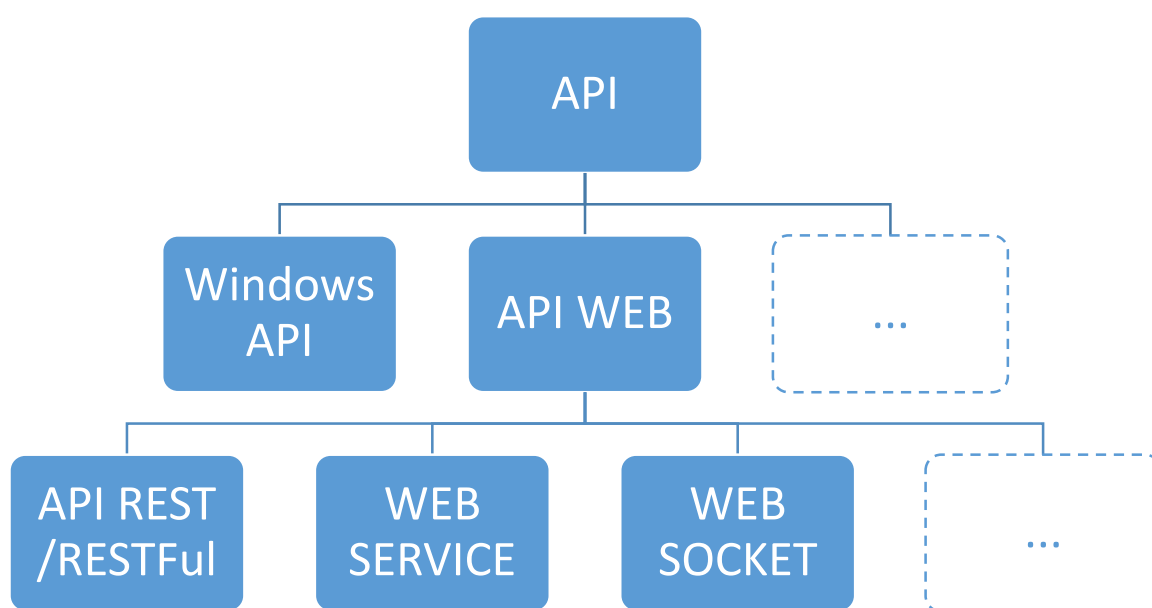 API
Windows
API
API WEB
...
API REST
/RESTFul
WEB
SERVICE
WEB
SOCKET
...